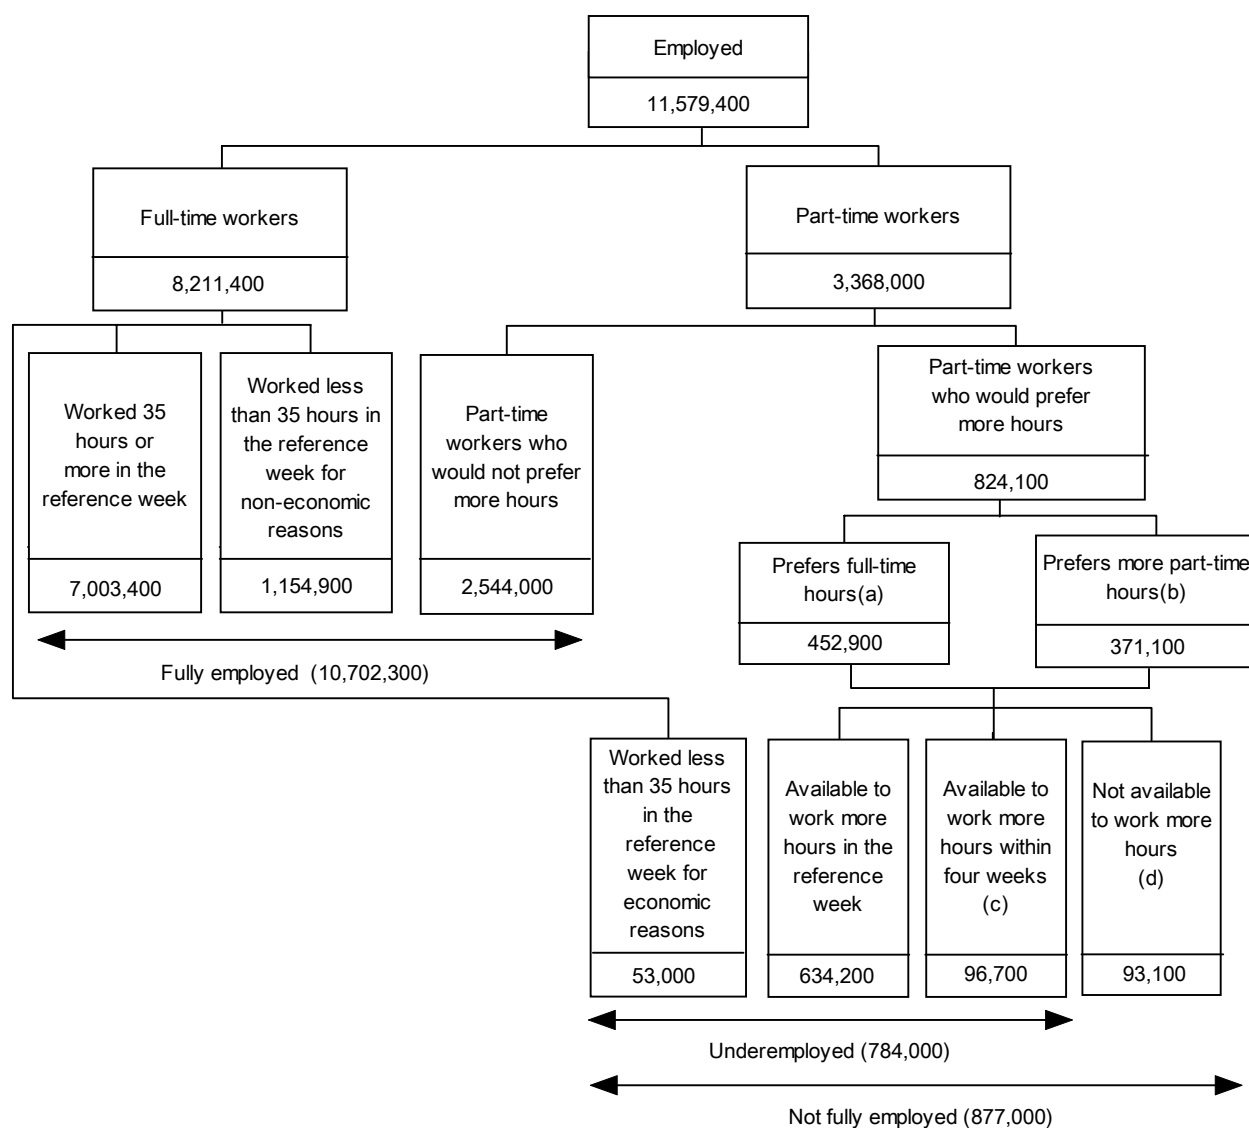 Employed
11,579,400
Full-time workers
8,211,400
Part-time workers
3,368,000
Worked 35
hours or
more in the
reference week
7,003,400
Worked less
than 35 hours in
the reference
week for
non-economic
reasons
1,154,900
Part-time
workers who
would not prefer
more hours
2,544,000
Part-time workers
who would prefer
more hours
824,100
Prefers full-time
hours(a)
452,900
Prefers more part-time
hours(b)
371,100
Fully employed (10,702,300)
Worked less
than 35 hours
in the
reference
week for
economic
reasons
53,000
Available to
work more
hours in the
reference
week
634,200
Available to
work more
hours within
four weeks
(c)
96,700
Not available
to work more
hours
(d)
93,100
Underemployed (784,000)
Not fully employed (877,000)